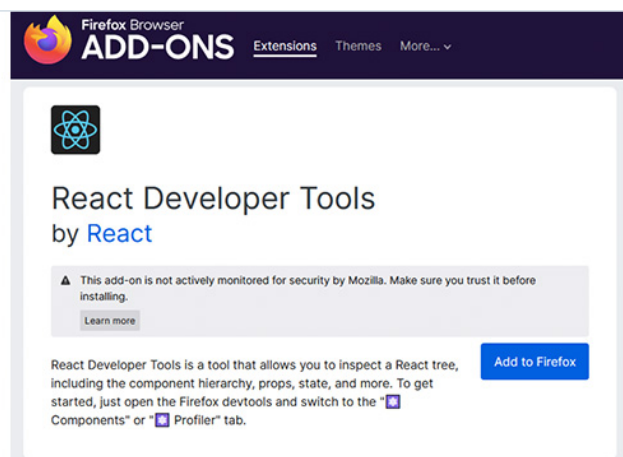 Firefox Browser
ADD-ONS
Extensions Themes More...
React Developer Tools
by React
This add-on is not actively monitored for security by Mozilla. Make sure you trust it before
installing.
Learn more
React Developer Tools is a tool that allows you to inspect a React tree,
including the component hierarchy, props, state, and more. To get
started, just open the Firefox devtools and switch to the "⚛️
Components" or "⚛️ Profiler" tab.
Add to Firefox